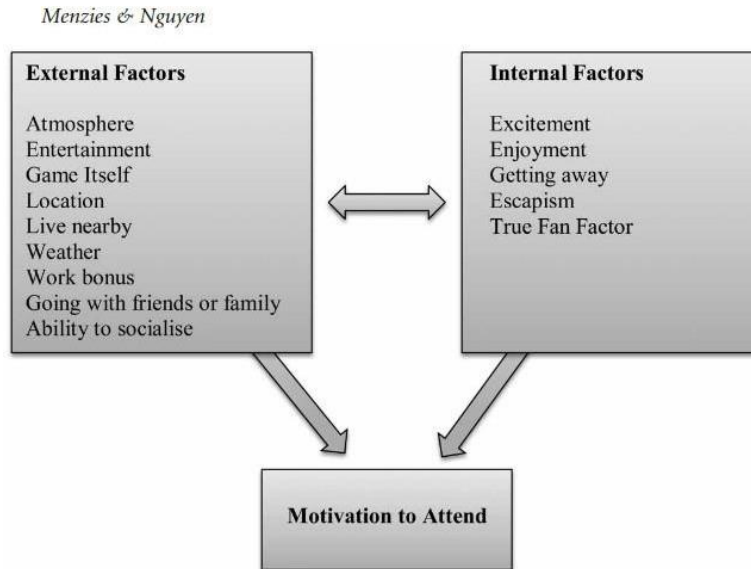 Menzies & Nguyen
External Factors
Atmosphere
Entertainment
Game Itself
Location
Live nearby
Weather
Work bonus
Going with friends or family
Ability to socialise
Internal Factors
Excitement
Enjoyment
Getting away
Escapism
True Fan Factor
Motivation to Attend